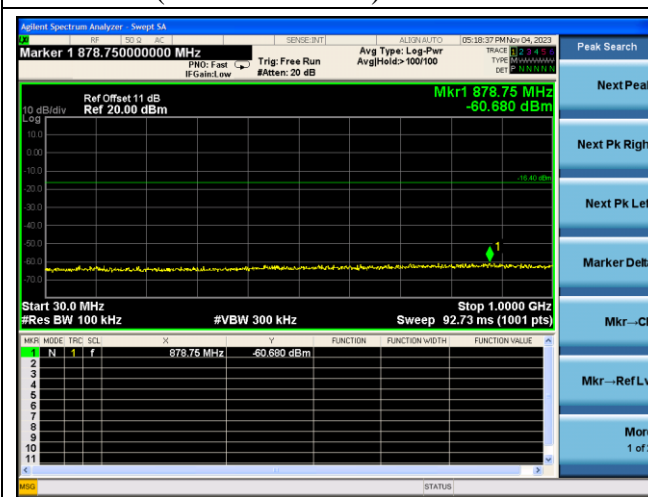 Agilent Spectrum Analyzer - Swept SA
RF 50 Ω AC SENSE:INT ALIGN AUTO 05:18:37 PM Nov 04, 2023
Marker 1 878.750000000 MHz
PNO: Fast
IFGain:Low
Trig: Free Run
#Atten: 20 dB
Avg Type: Log-Pwr
Avg|Hold:> 100/100
TRACE 1 2 3 4 5 6
TYPE M
DET P N N N N N
Ref Offset 11 dB
10 dB/div Ref 20.00 dBm
Log
Mkr1 878.75 MHz
-60.680 dBm
10.0
0.00
-10.0
-16.40 dBm
-20.0
-30.0
-40.0
-50.0
1
-60.0
-70.0
Start 30.0 MHz Stop 1.0000 GHz
#Res BW 100 kHz #VBW 300 kHz Sweep 92.73 ms (1001 pts)
MKR MODE TRC SCL X Y FUNCTION FUNCTION WIDTH FUNCTION VALUE
1 N 1 f 878.75 MHz -60.680 dBm
2
3
4
5
6
7
8
9
10
11
MSG STATUS
Peak Search
Next Peak
Next Pk Righ
Next Pk Lef
Marker Delt
Mkr→C
Mkr→Ref Lv
More
1 of